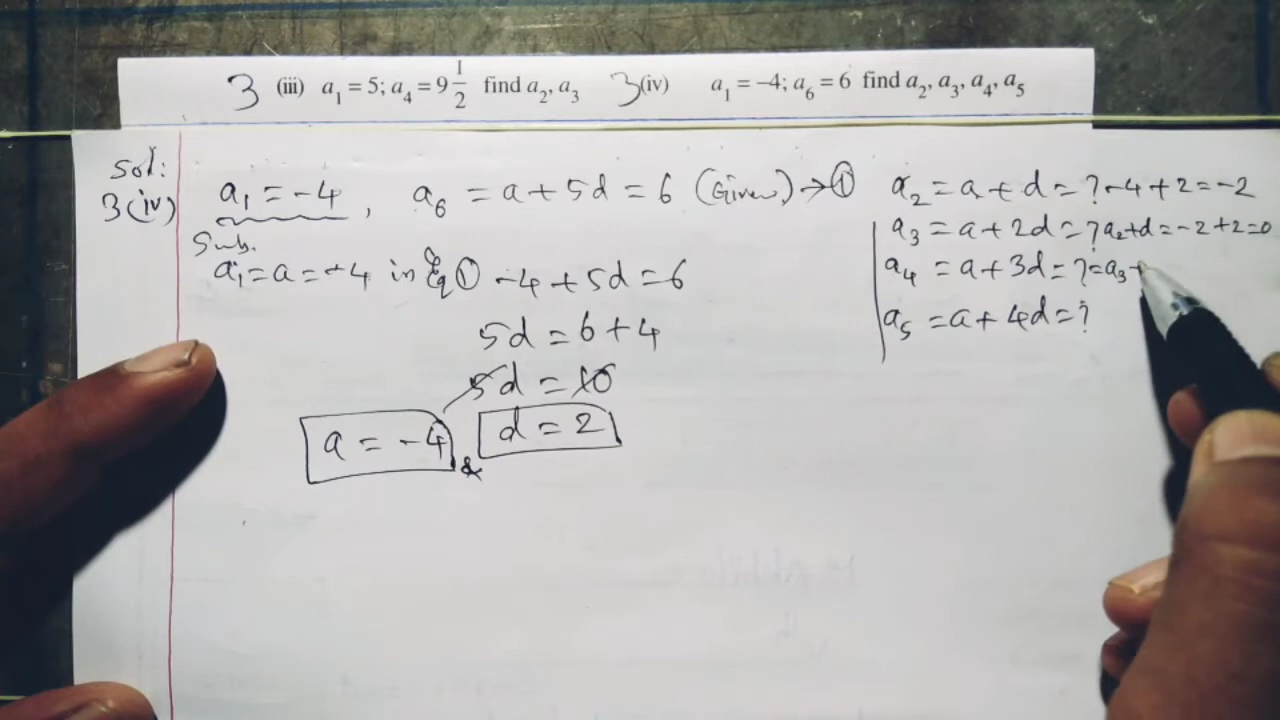 3 (iii) a₁ = 5; a₄ = 9 1/2 find a₂, a₃ 3 (iv) a₁ = –4; a₆ = 6 find a₂, a₃, a₄, a₅
Sol:
3(iv) a₁ = -4, a₆ = a + 5d = 6 (Given) → ①
Sub.
a₁ = a = -4 in Eq ① -4 + 5d = 6
5d = 6 + 4
5d = 10
a = -4 & d = 2
a₂ = a + d = ? -4 + 2 = -2
a₃ = a + 2d = ? a₂ + d = -2 + 2 = 0
a₄ = a + 3d = ? = a₃ +
a₅ = a + 4d = ?